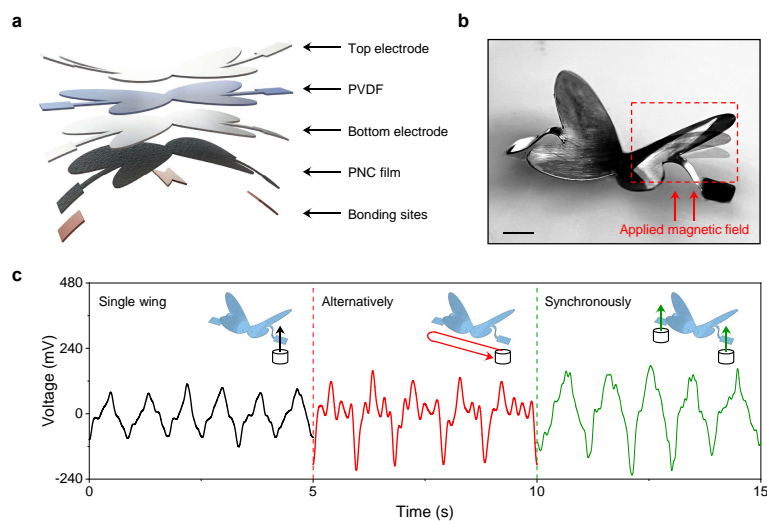 a
Top electrode
PVDF
Bottom electrode
PNC film
Bonding sites
b
Applied magnetic field
c
Voltage (mV)
480
240
0
-240
Single wing
Alternatively
Synchronously
0
5
10
15
Time (s)